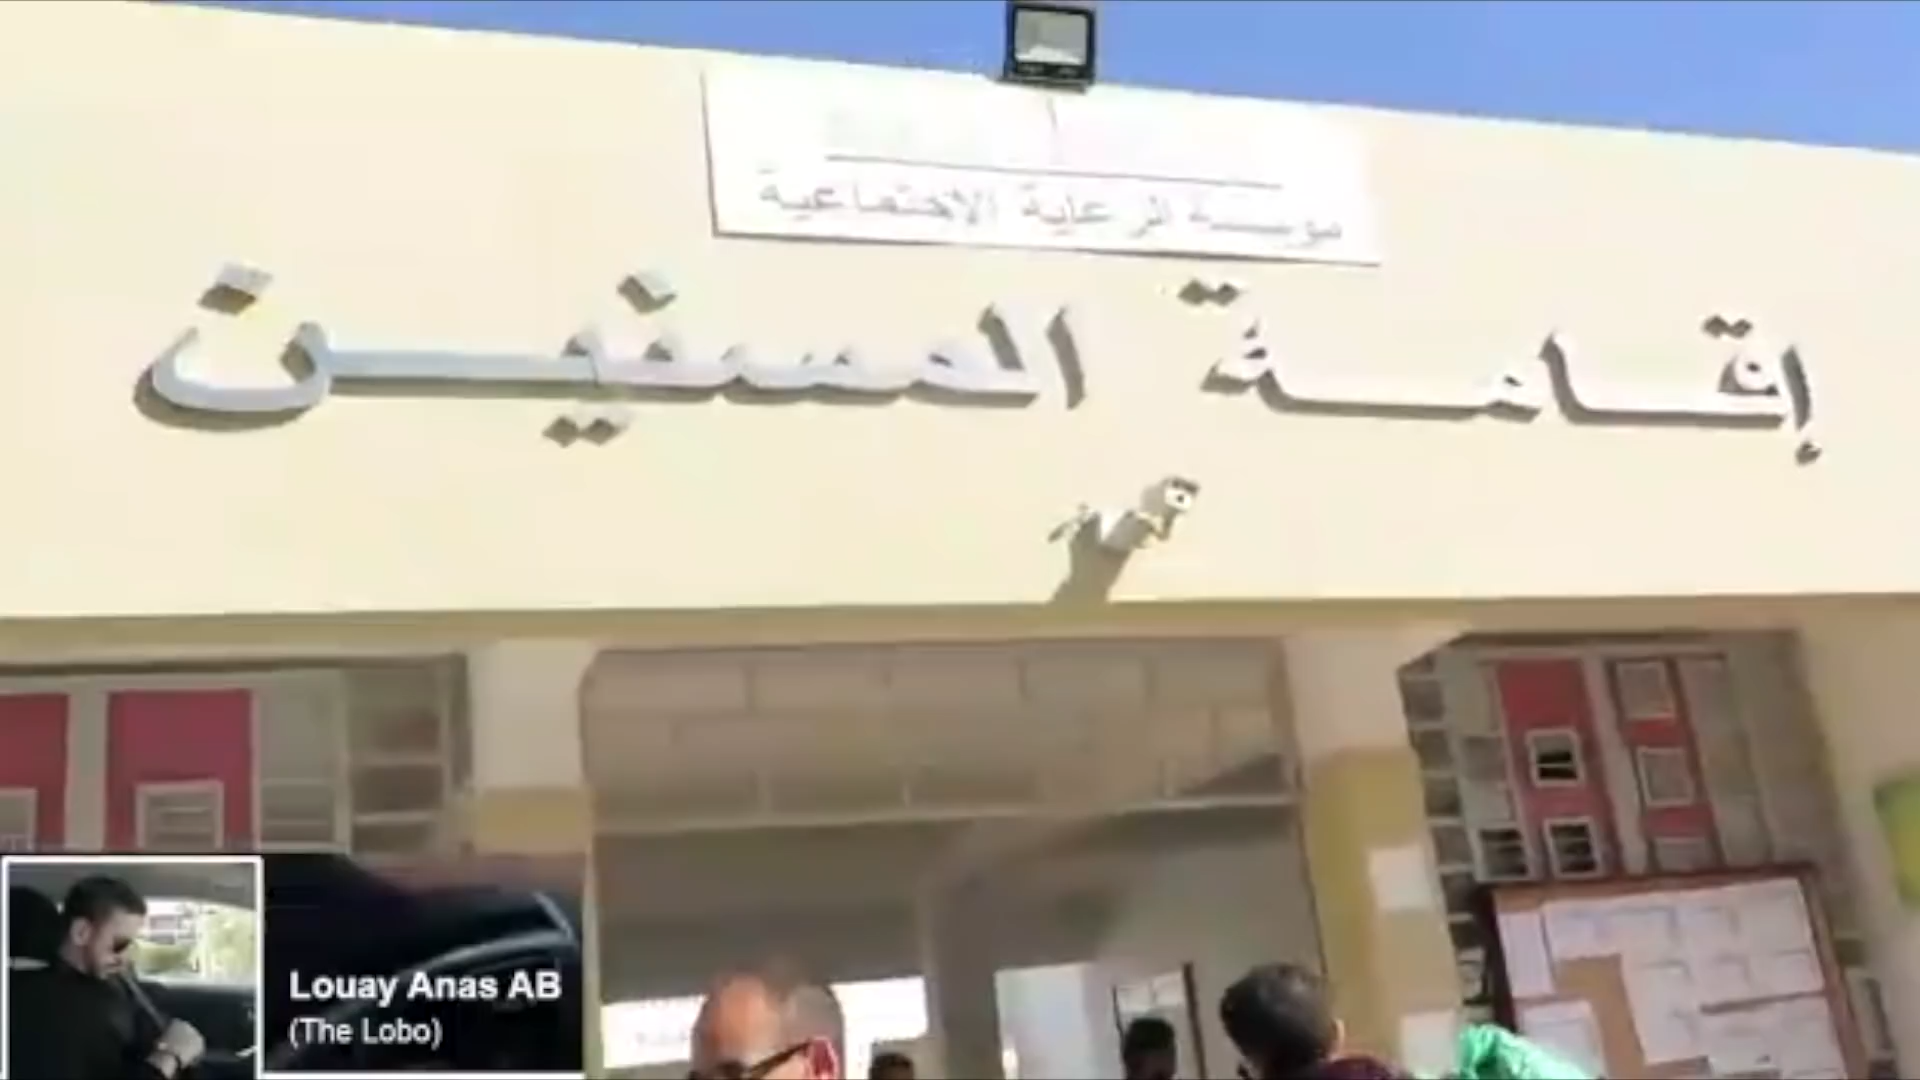 مؤسسة الرعاية الاجتماعية
إقامة المسنين
Louay Anas AB
(The Lobo)